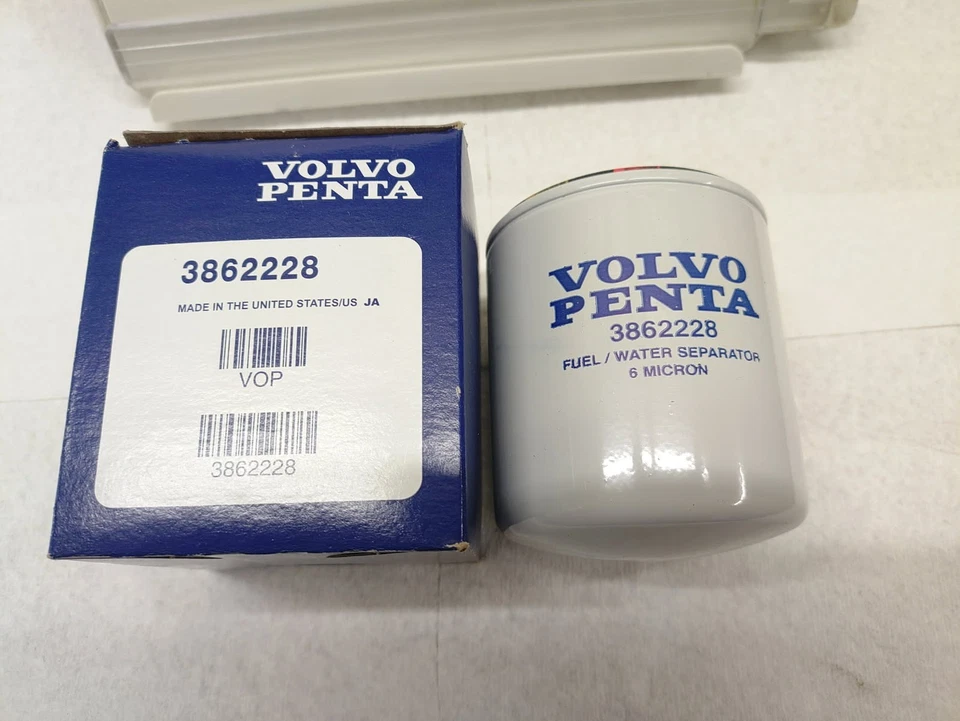 VOLVO
PENTA
3862228
MADE IN THE UNITED STATES/US JA
VOP
3862228
VOLVO
PENTA
3862228
FUEL / WATER SEPARATOR
6 MICRON